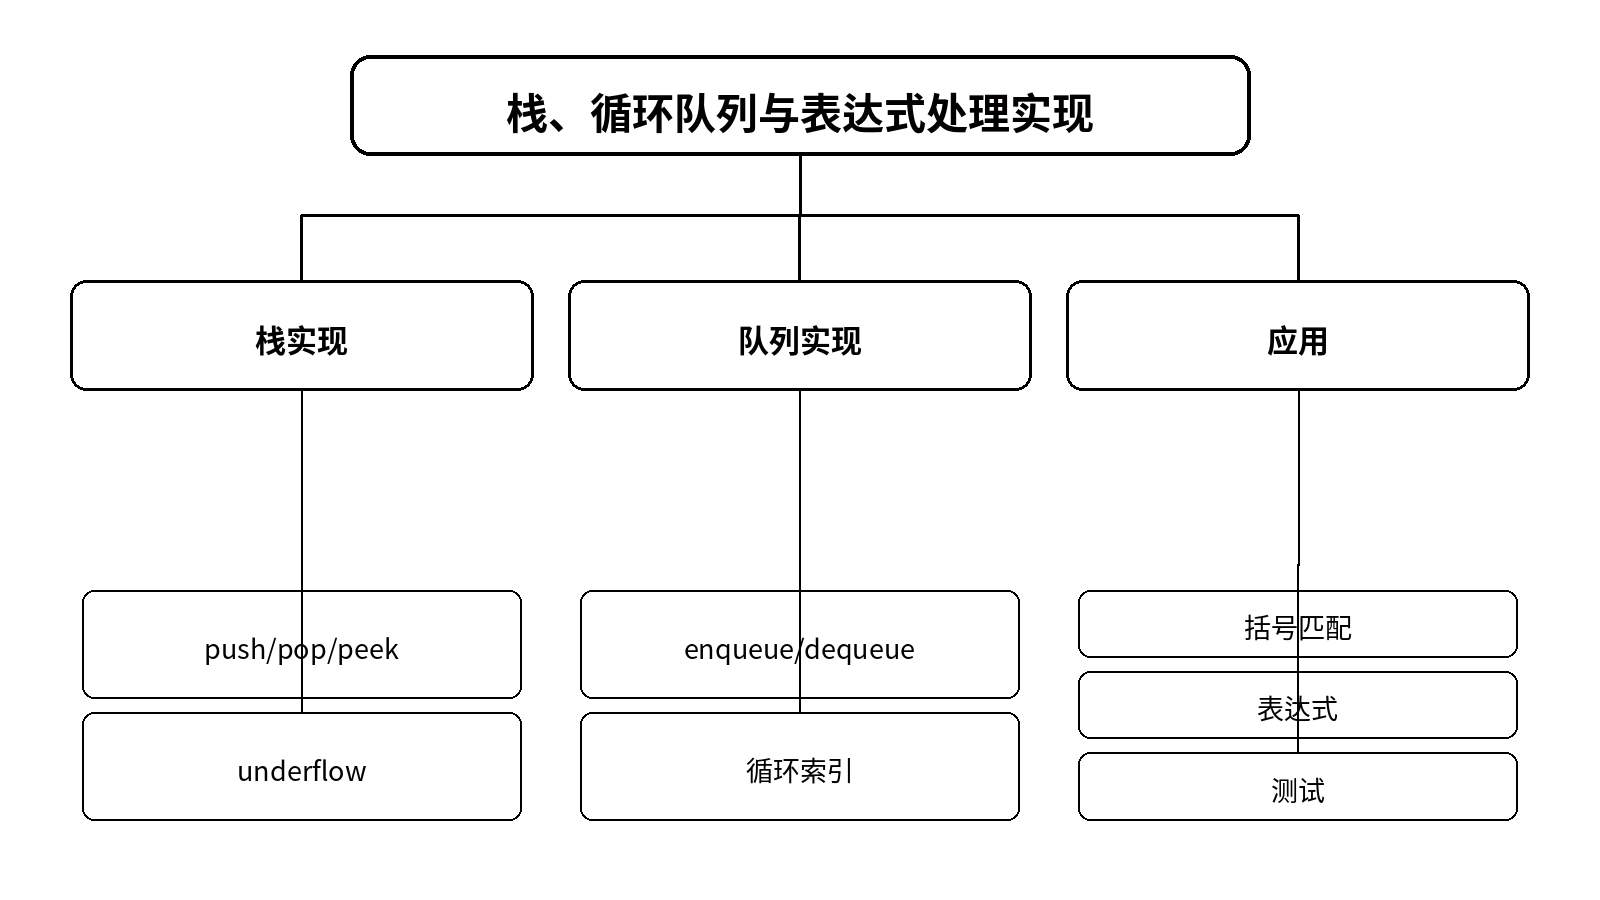 栈、循环队列与表达式处理实现
栈实现
队列实现
应用
push/pop/peek
underflow
enqueue/dequeue
循环索引
括号匹配
表达式
测试